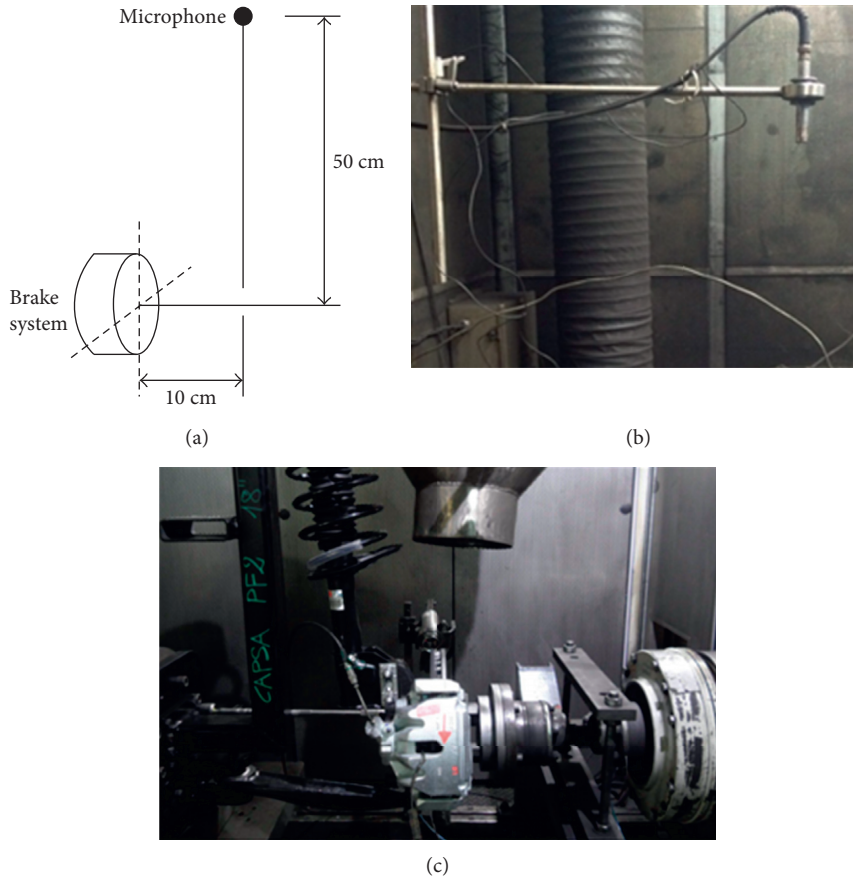 Microphone
50 cm
Brake
system
10 cm
(a)
(b)
CAPSA PF2 18"
(c)